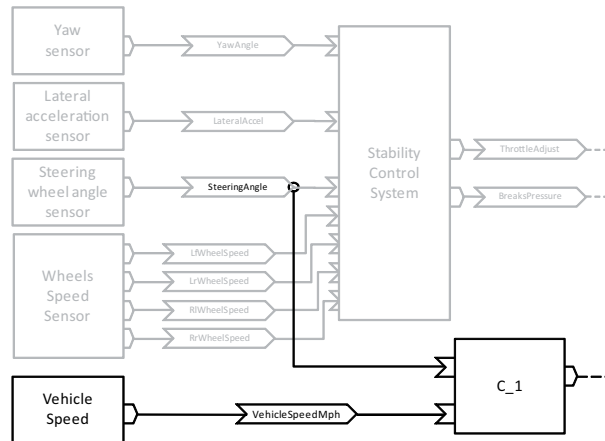 Yaw
sensor
YawAngle
Lateral
acceleration
sensor
LateralAccel
Steering
wheel angle
sensor
SteeringAngle
Stability
Control
System
ThrottleAdjust
BreaksPressure
Wheels
Speed
Sensor
LfWheelSpeed
LrWheelSpeed
RlWheelSpeed
RrWheelSpeed
Vehicle
Speed
VehicleSpeedMph
C_1